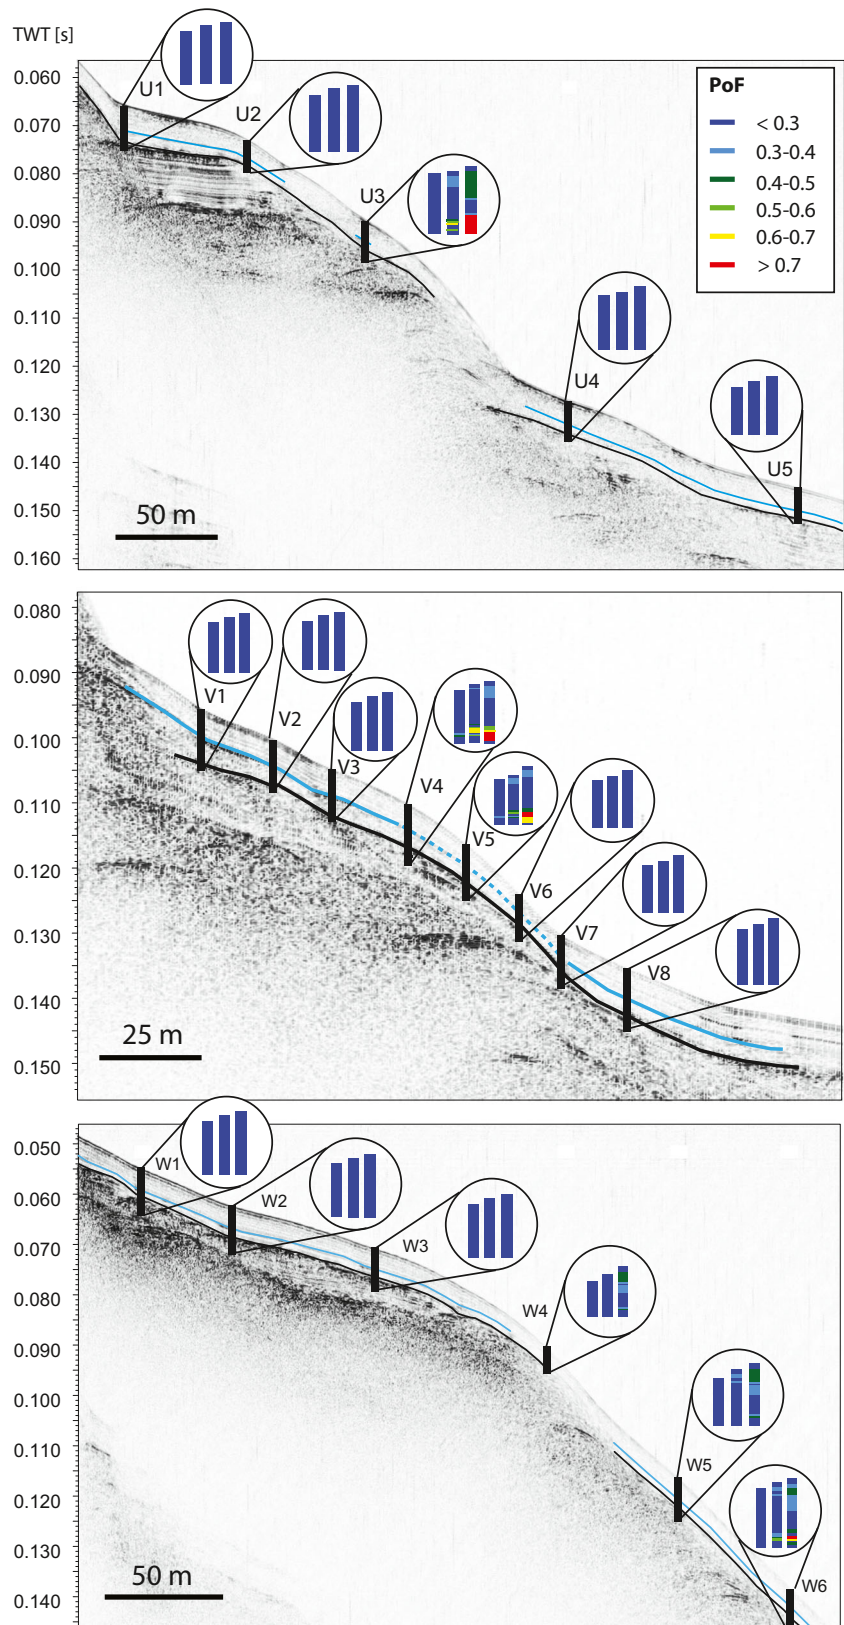 TWT [s]
0.060
0.070
0.080
0.090
0.100
0.110
0.120
0.130
0.140
0.150
0.160
U1
U2
U3
U4
U5
PoF
< 0.3
0.3-0.4
0.4-0.5
0.5-0.6
0.6-0.7
> 0.7
50 m
0.080
0.090
0.100
0.110
0.120
0.130
0.140
0.150
V1
V2
V3
V4
V5
V6
V7
V8
25 m
0.050
0.060
0.070
0.080
0.090
0.100
0.110
0.120
0.130
0.140
W1
W2
W3
W4
W5
W6
50 m